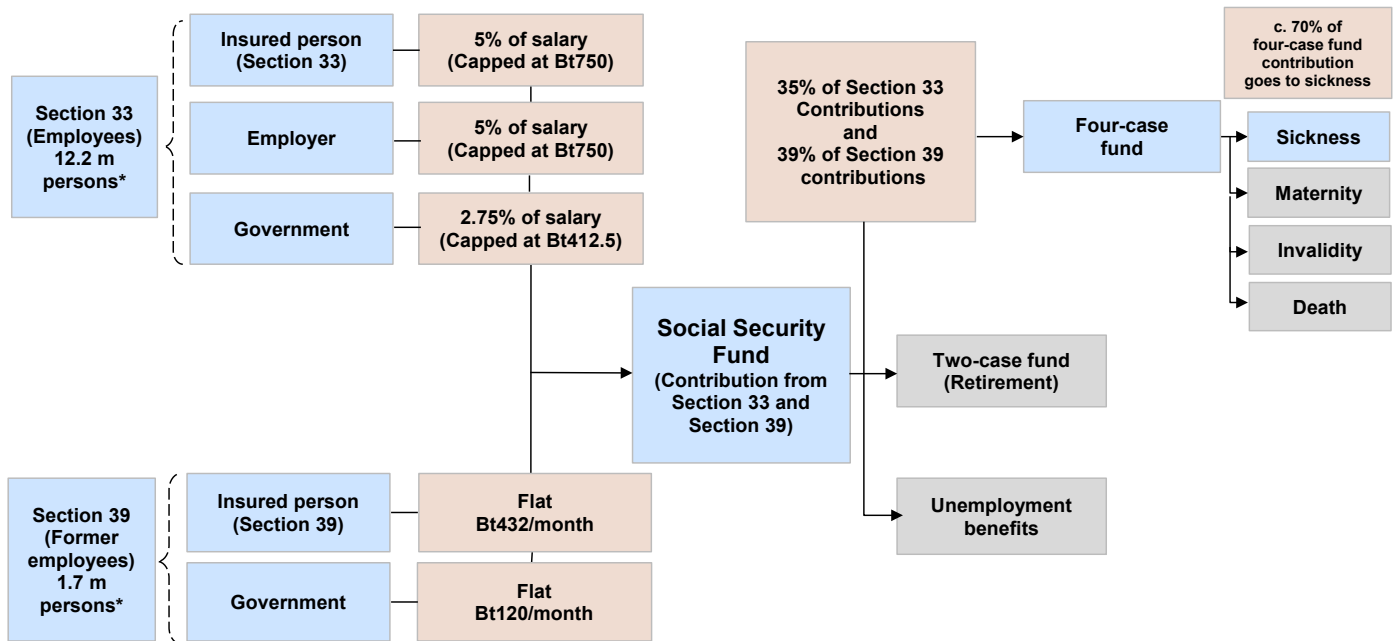 Section 33
(Employees)
12.2 m
persons*
Insured person
(Section 33)
5% of salary
(Capped at Bt750)
Employer
5% of salary
(Capped at Bt750)
Government
2.75% of salary
(Capped at Bt412.5)
Section 39
(Former
employees)
1.7 m
persons*
Insured person
(Section 39)
Flat
Bt432/month
Government
Flat
Bt120/month
Social Security
Fund
(Contribution from
Section 33 and
Section 39)
35% of Section 33
Contributions
and
39% of Section 39
contributions
Two-case fund
(Retirement)
Unemployment
benefits
Four-case
fund
c. 70% of
four-case fund
contribution
goes to sickness
Sickness
Maternity
Invalidity
Death